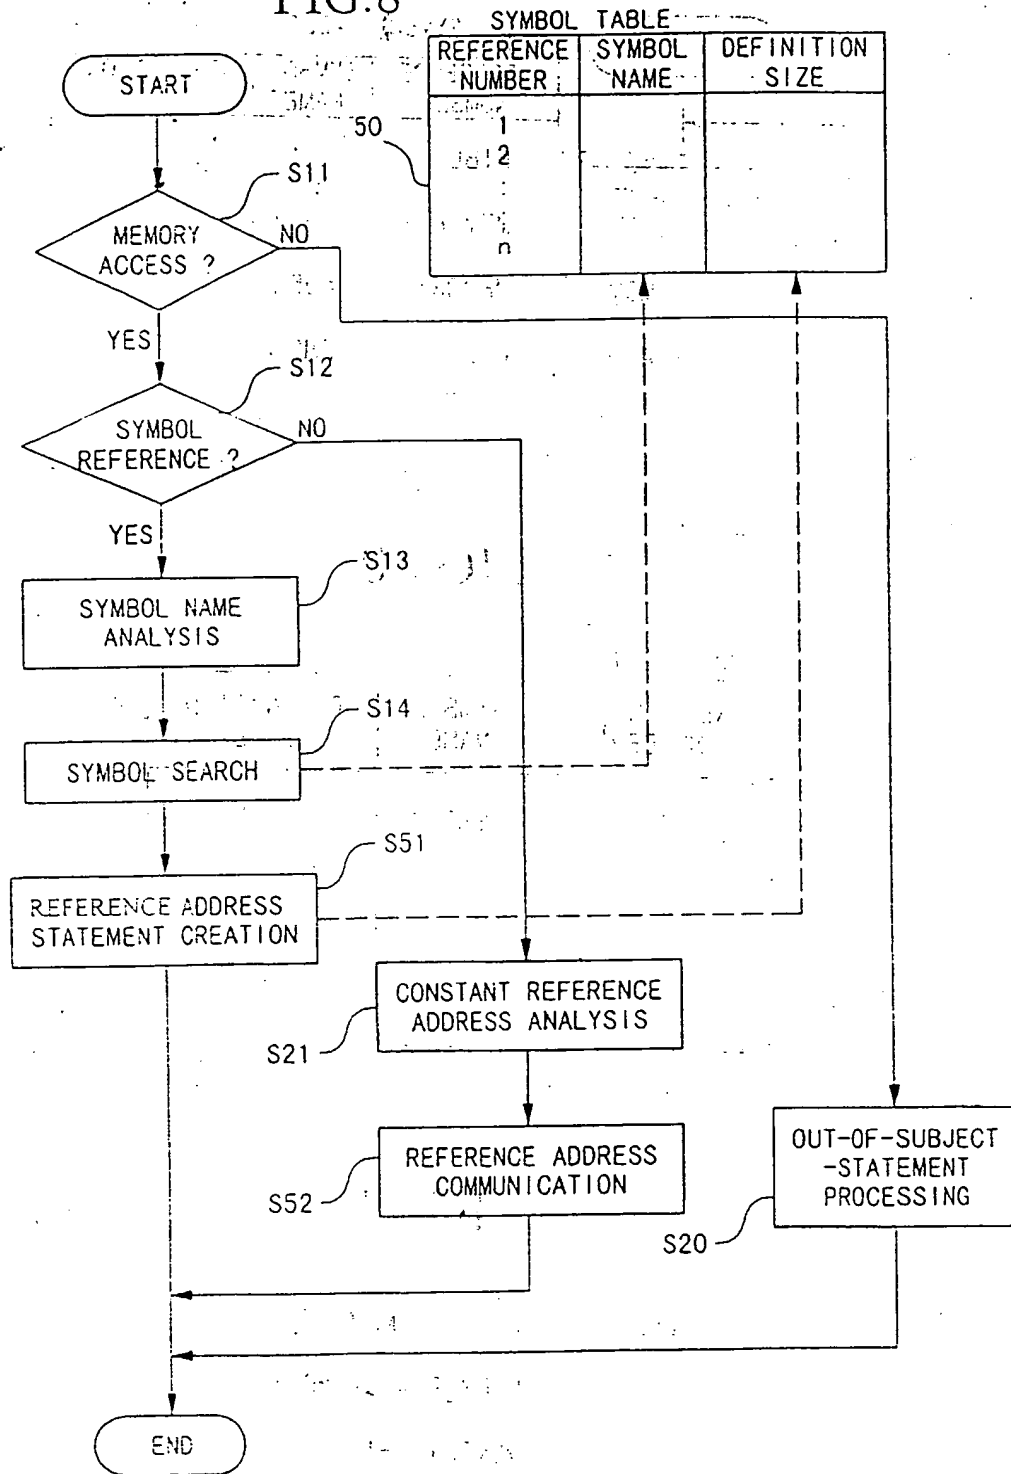 FIG.8
SYMBOL TABLE
REFERENCE NUMBER
SYMBOL NAME
DEFINITION SIZE
1
2
:
n
50
START
S11
MEMORY
ACCESS ?
NO
YES
S12
SYMBOL
REFERENCE ?
NO
YES
S13
SYMBOL NAME
ANALYSIS
S14
SYMBOL SEARCH
S51
REFERENCE ADDRESS
STATEMENT CREATION
CONSTANT REFERENCE
ADDRESS ANALYSIS
S21
REFERENCE ADDRESS
COMMUNICATION
S52
OUT-OF-SUBJECT
-STATEMENT
PROCESSING
S20
END